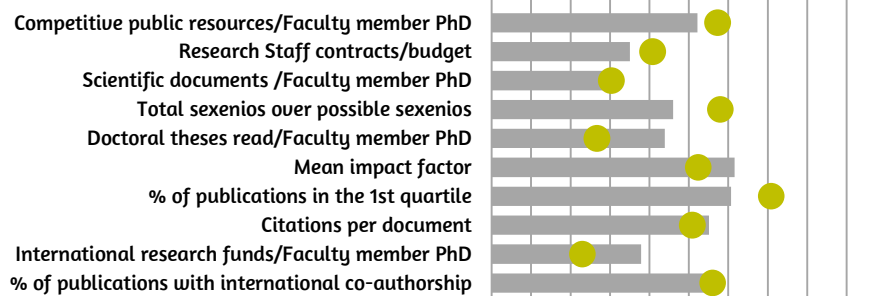 Competitive public resources/Faculty member PhD
Research Staff contracts/budget
Scientific documents /Faculty member PhD
Total sexenios over possible sexenios
Doctoral theses read/Faculty member PhD
Mean impact factor
% of publications in the 1st quartile
Citations per document
International research funds/Faculty member PhD
% of publications with international co-authorship